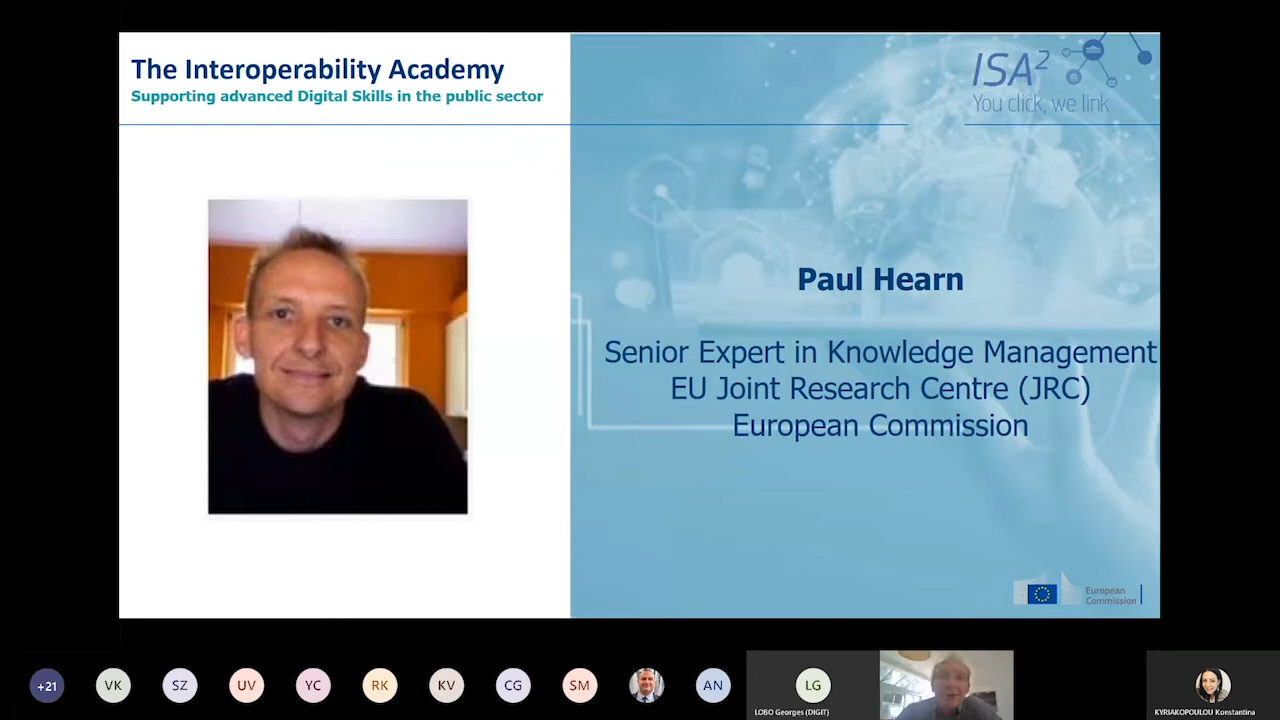 The Interoperability Academy
Supporting advanced Digital Skills in the public sector
ISA²
You click, we link
Paul Hearn
Senior Expert in Knowledge Management
EU Joint Research Centre (JRC)
European Commission
European
Commission
+21
VK
SZ
UV
YC
RK
KV
CG
SM
AN
LG
LOBO Georges (DIGIT)
KYRIAKOPOULOU Konstantina